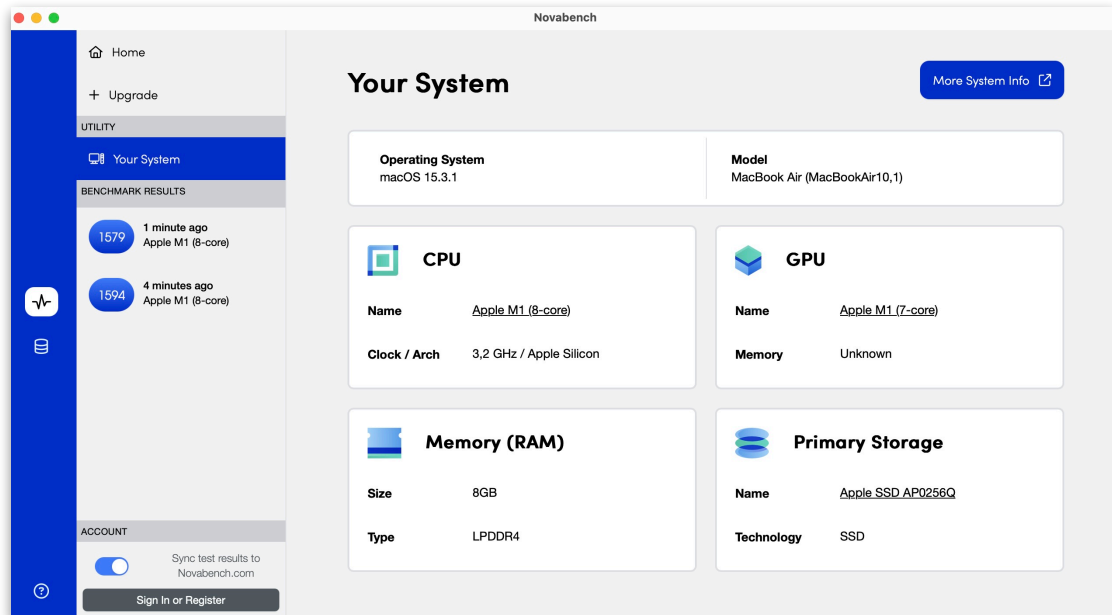 Novabench
Home
+ Upgrade
UTILITY
Your System
BENCHMARK RESULTS
1579
1 minute ago
Apple M1 (8-core)
1594
4 minutes ago
Apple M1 (8-core)
ACCOUNT
Sync test results to
Novabench.com
Sign In or Register
Your System
More System Info
Operating System
macOS 15.3.1
Model
MacBook Air (MacBookAir10,1)
CPU
Name Apple M1 (8-core)
Clock / Arch 3,2 GHz / Apple Silicon
GPU
Name Apple M1 (7-core)
Memory Unknown
Memory (RAM)
Size 8GB
Type LPDDR4
Primary Storage
Name Apple SSD AP0256Q
Technology SSD